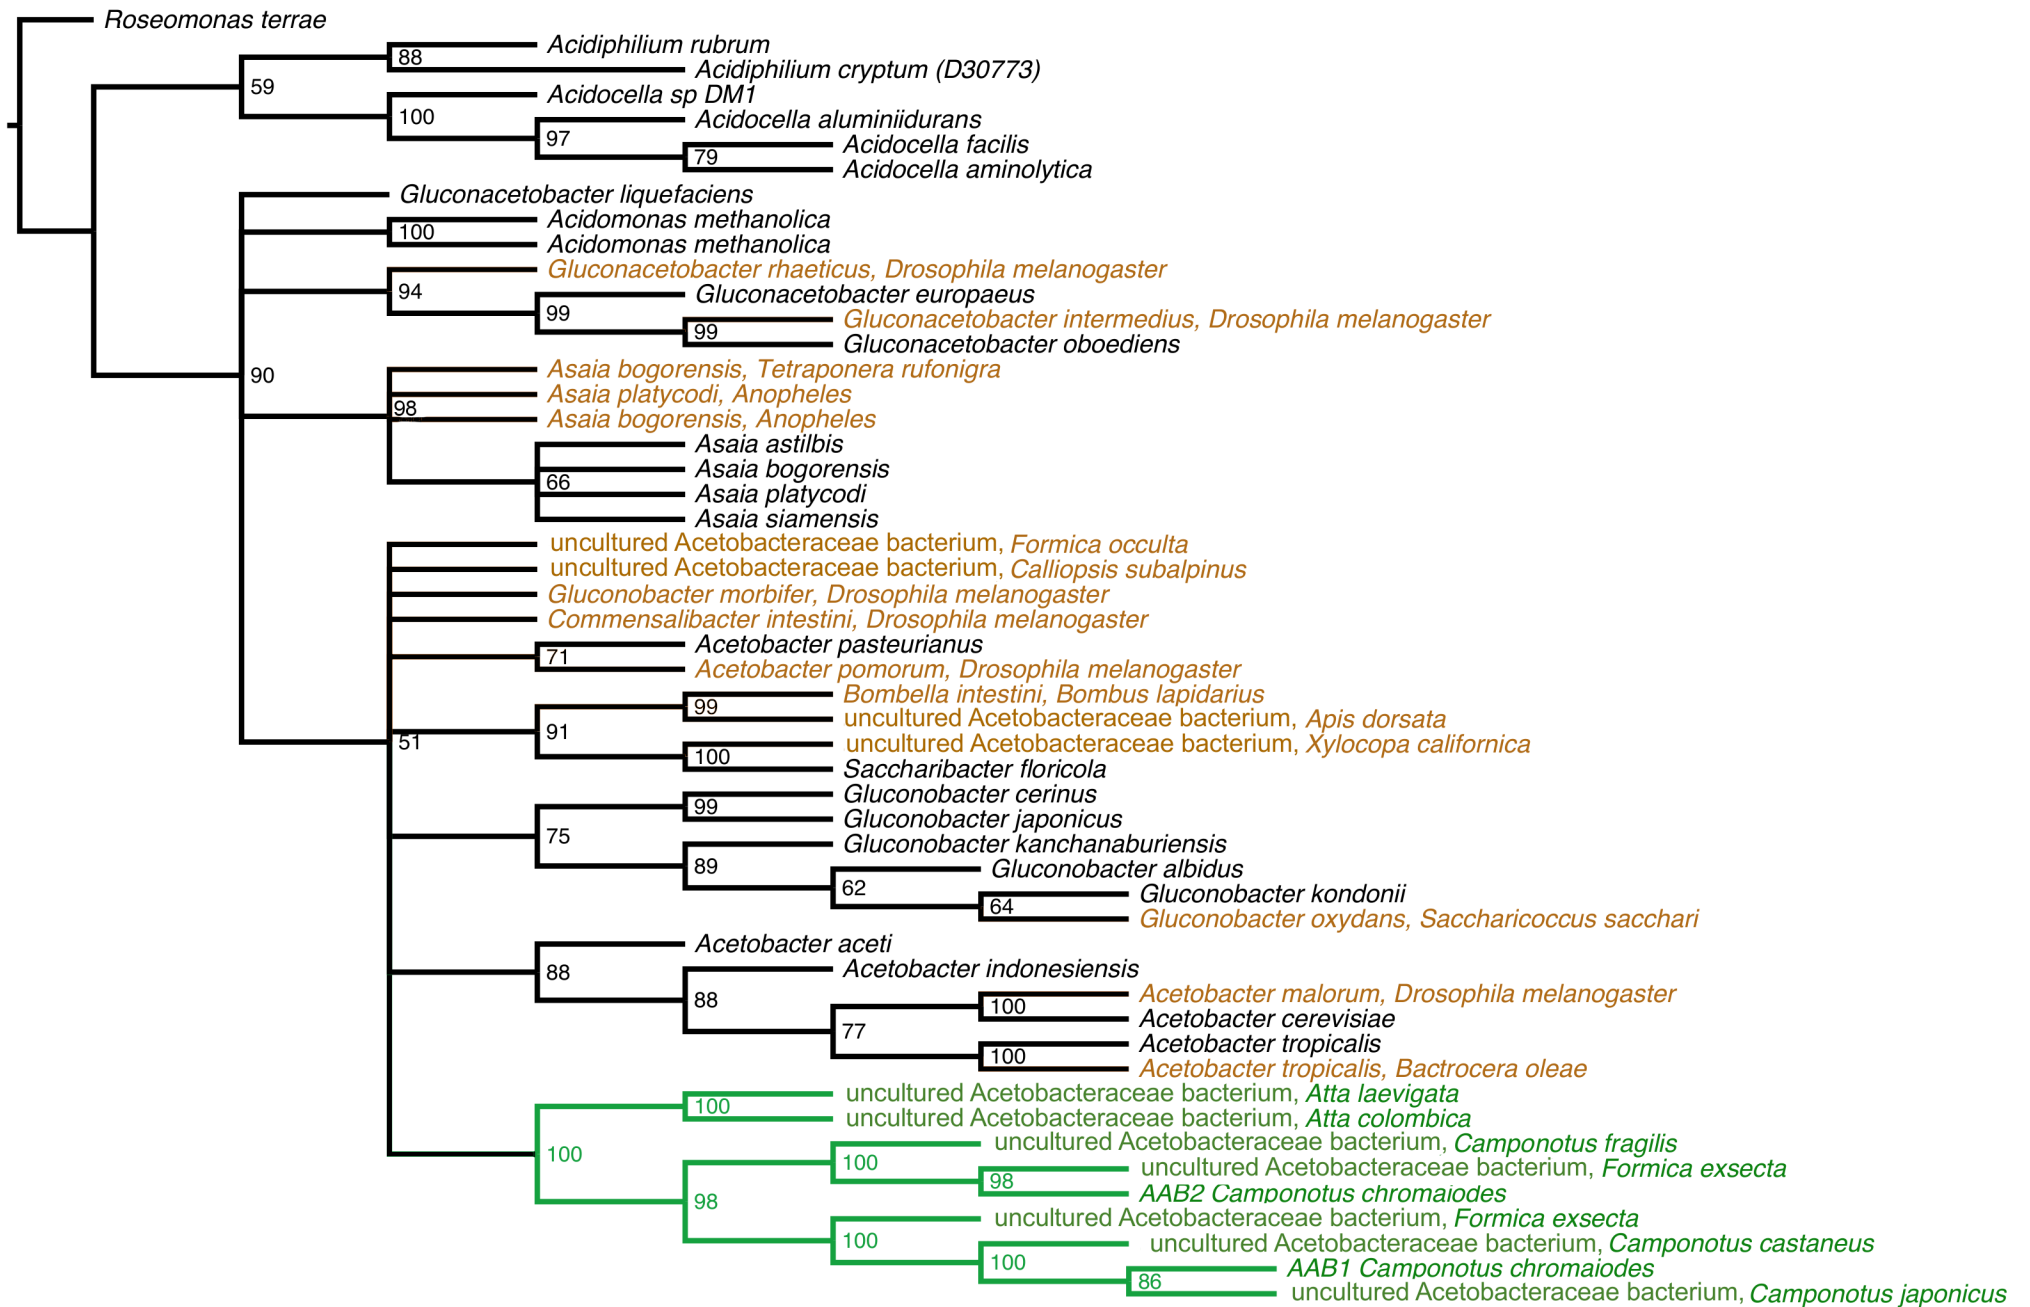 Roseomonas terrae
Acidiphilium rubrum
88
Acidiphilium cryptum (D30773)
59
Acidocella sp DM1
100
Acidocella aluminiidurans
97
Acidocella facilis
79
Acidocella aminolytica
Gluconacetobacter liquefaciens
Acidomonas methanolica
100
Acidomonas methanolica
Gluconacetobacter rhaeticus, Drosophila melanogaster
94
Gluconacetobacter europaeus
99
Gluconacetobacter intermedius, Drosophila melanogaster
99
Gluconacetobacter oboediens
Asaia bogorensis, Tetraponera rufonigra
90
Asaia platycodi, Anopheles
98
Asaia bogorensis, Anopheles
Asaia astilbis
Asaia bogorensis
66
Asaia platycodi
Asaia siamensis
uncultured Acetobacteraceae bacterium, Formica occulta
uncultured Acetobacteraceae bacterium, Calliopsis subalpinus
Gluconobacter morbifer, Drosophila melanogaster
Commensalibacter intestini, Drosophila melanogaster
Acetobacter pasteurianus
71
Acetobacter pomorum, Drosophila melanogaster
Bombella intestini, Bombus lapidarius
99
uncultured Acetobacteraceae bacterium, Apis dorsata
91
51
uncultured Acetobacteraceae bacterium, Xylocopa californica
100
Saccharibacter floricola
Gluconobacter cerinus
99
Gluconobacter japonicus
75
Gluconobacter kanchanaburiensis
89
Gluconobacter albidus
62
Gluconobacter kondonii
64
Gluconobacter oxydans, Saccharicoccus sacchari
Acetobacter aceti
88
Acetobacter indonesiensis
88
Acetobacter malorum, Drosophila melanogaster
100
Acetobacter cerevisiae
77
Acetobacter tropicalis
100
Acetobacter tropicalis, Bactrocera oleae
uncultured Acetobacteraceae bacterium, Atta laevigata
100
uncultured Acetobacteraceae bacterium, Atta colombica
100
uncultured Acetobacteraceae bacterium, Camponotus fragilis
100
uncultured Acetobacteraceae bacterium, Formica exsecta
98
AAB2 Camponotus chromaiodes
98
uncultured Acetobacteraceae bacterium, Formica exsecta
100
uncultured Acetobacteraceae bacterium, Camponotus castaneus
100
AAB1 Camponotus chromaiodes
86
uncultured Acetobacteraceae bacterium, Camponotus japonicus